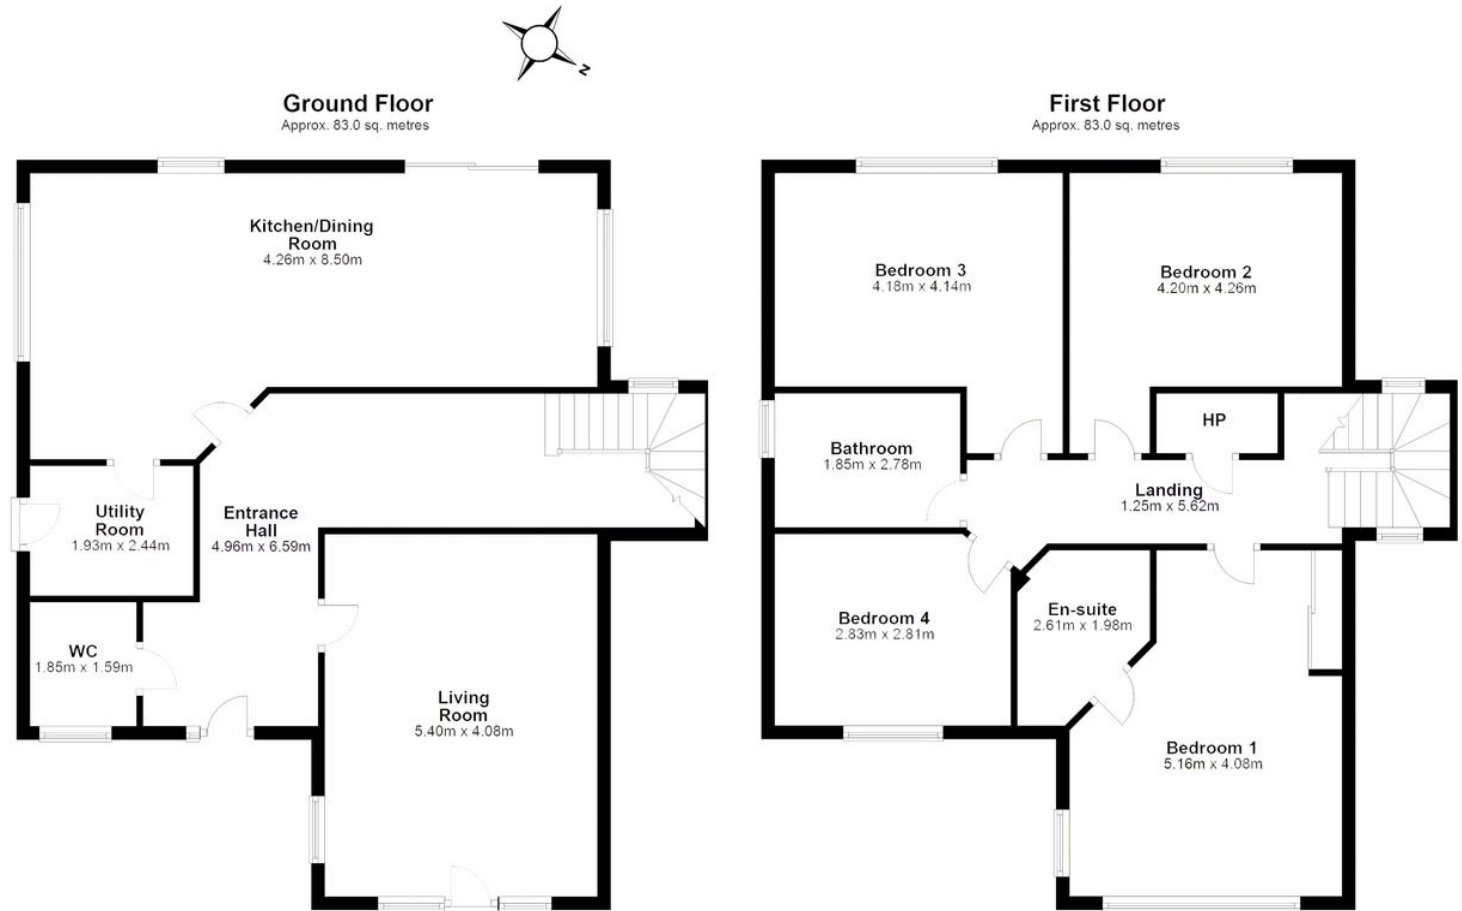 N
Ground Floor
Approx. 83.0 sq. metres
Kitchen/Dining
Room
4.26m x 8.50m
Utility
Room
1.93m x 2.44m
Entrance
Hall
4.96m x 6.59m
WC
1.85m x 1.59m
Living
Room
5.40m x 4.08m
First Floor
Approx. 83.0 sq. metres
Bedroom 3
4.18m x 4.14m
Bedroom 2
4.20m x 4.26m
Bathroom
1.85m x 2.78m
HP
Landing
1.25m x 5.62m
Bedroom 4
2.83m x 2.81m
En-suite
2.61m x 1.98m
Bedroom 1
5.16m x 4.08m